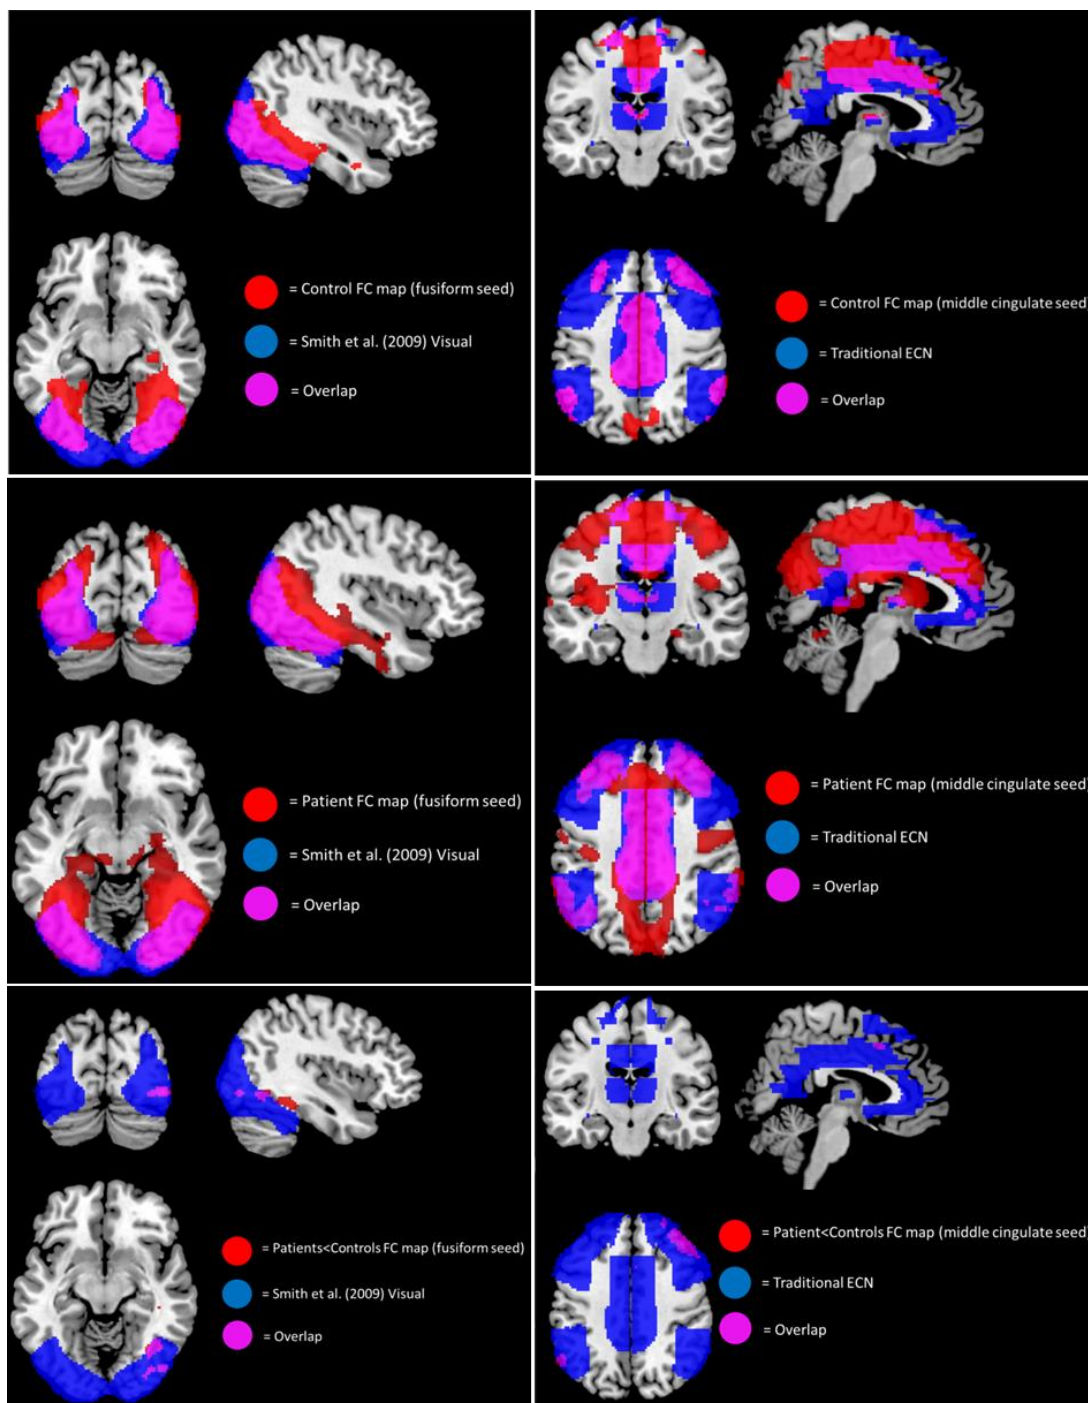 = Control FC map (fusiform seed)
= Smith et al. (2009) Visual
= Overlap
= Control FC map (middle cingulate seed)
= Traditional ECN
= Overlap
= Patient FC map (fusiform seed)
= Smith et al. (2009) Visual
= Overlap
= Patient FC map (middle cingulate seed)
= Traditional ECN
= Overlap
= Patients<Controls FC map (fusiform seed)
= Smith et al. (2009) Visual
= Overlap
= Patient<Controls FC map (middle cingulate seed)
= Traditional ECN
= Overlap